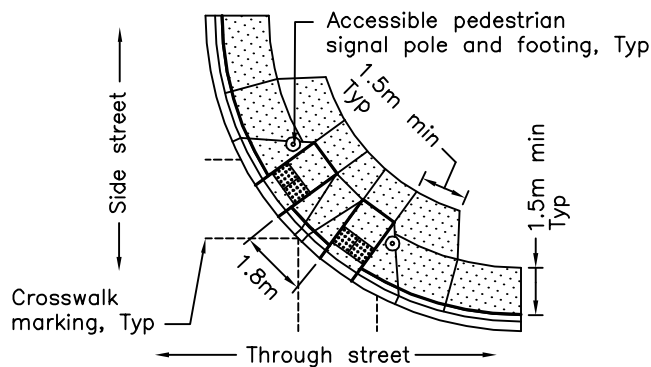 Accessible pedestrian
signal pole and footing, Typ
1.5m min
Typ
Side street
1.5m min
Typ
1.8m
Crosswalk
marking, Typ
Through street